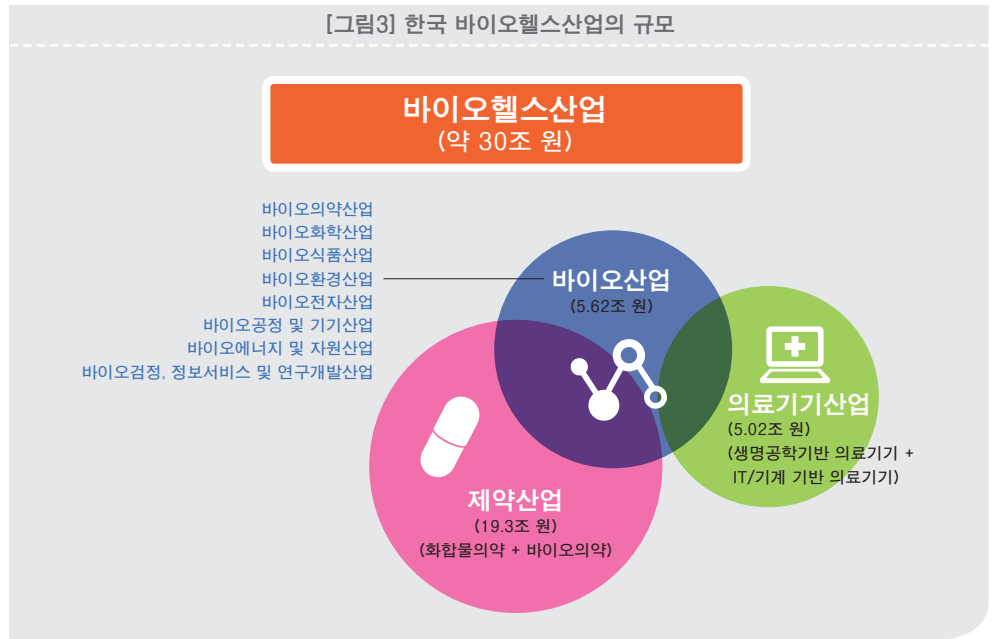 [그림3] 한국 바이오헬스산업의 규모
바이오헬스산업
(약 30조 원)
바이오의약산업
바이오화학산업
바이오식품산업
바이오환경산업
바이오전자산업
바이오공정 및 기기산업
바이오에너지 및 자원산업
바이오검정, 정보서비스 및 연구개발산업
바이오산업
(5.62조 원)
의료기기산업
(5.02조 원)
(생명공학기반 의료기기 +
IT/기계 기반 의료기기)
제약산업
(19.3조 원)
(화합물의약 + 바이오의약)